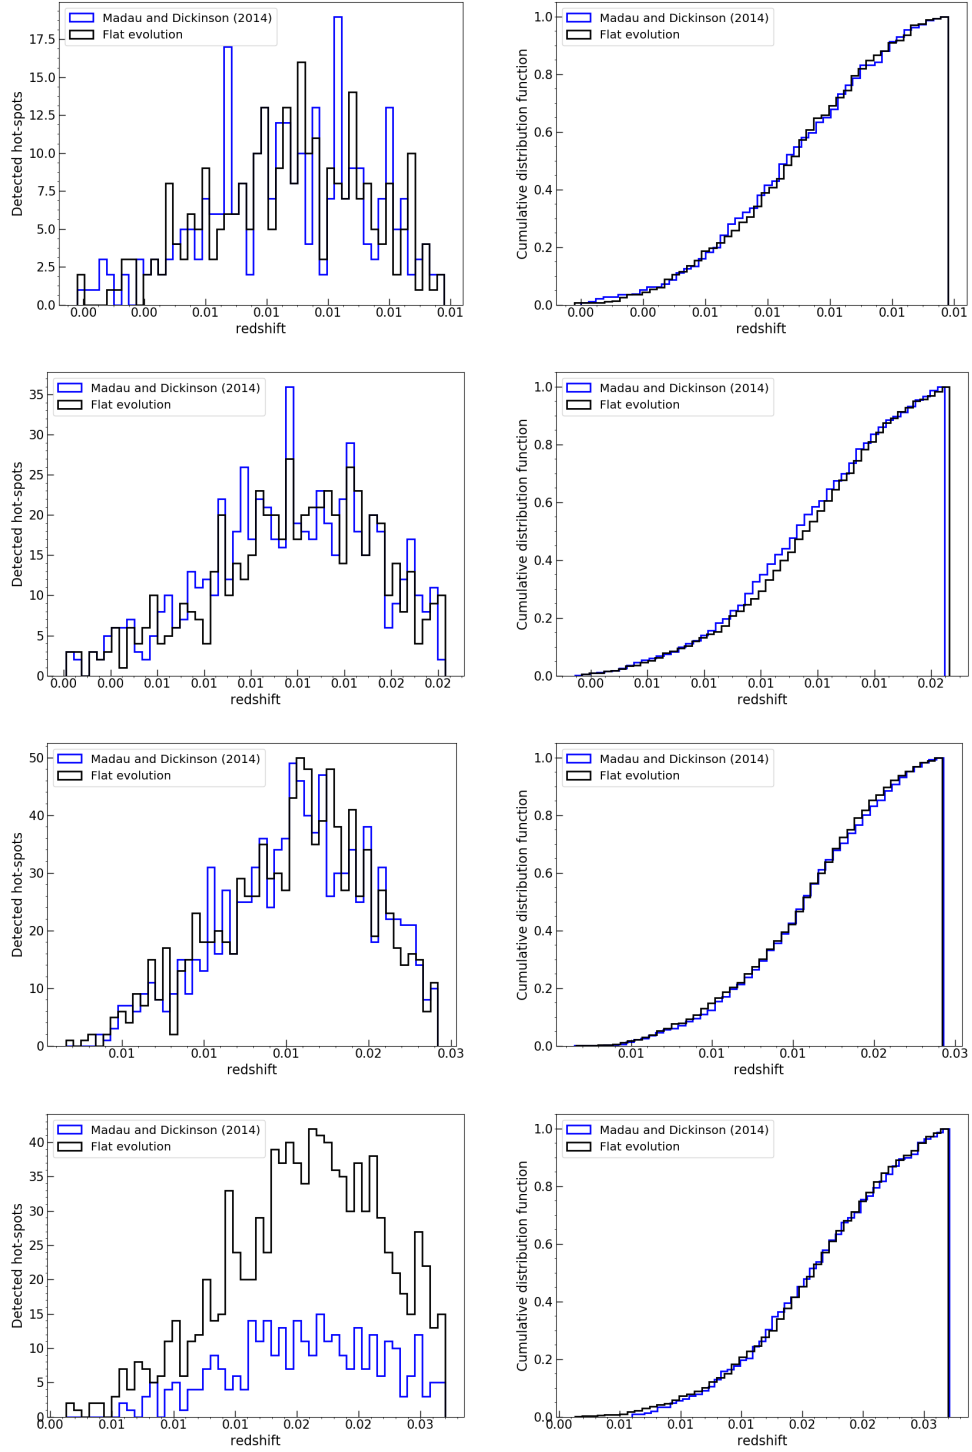 Madau and Dickinson (2014)
Flat evolution
Detected hot-spots
17.5
15.0
12.5
10.0
7.5
5.0
2.5
0.0
0.00 0.00 0.01 0.01 0.01 0.01 0.01
redshift
Madau and Dickinson (2014)
Flat evolution
Cumulative distribution function
1.0
0.8
0.6
0.4
0.2
0.0
0.00 0.00 0.01 0.01 0.01 0.01 0.01
redshift
Madau and Dickinson (2014)
Flat evolution
Detected hot-spots
35
30
25
20
15
10
5
0
0.00 0.00 0.01 0.01 0.01 0.01 0.01 0.02 0.02
redshift
Madau and Dickinson (2014)
Flat evolution
Cumulative distribution function
1.0
0.8
0.6
0.4
0.2
0.0
0.00 0.01 0.01 0.01 0.01 0.01 0.02
redshift
Madau and Dickinson (2014)
Flat evolution
Detected hot-spots
50
40
30
20
10
0
0.01 0.01 0.01 0.02 0.03
redshift
Madau and Dickinson (2014)
Flat evolution
Cumulative distribution function
1.0
0.8
0.6
0.4
0.2
0.0
0.01 0.01 0.01 0.02 0.03
redshift
Madau and Dickinson (2014)
Flat evolution
Detected hot-spots
40
35
30
25
20
15
10
5
0
0.00 0.01 0.01 0.02 0.02 0.03
redshift
Madau and Dickinson (2014)
Flat evolution
Cumulative distribution function
1.0
0.8
0.6
0.4
0.2
0.0
0.00 0.01 0.01 0.01 0.02 0.02 0.03
redshift